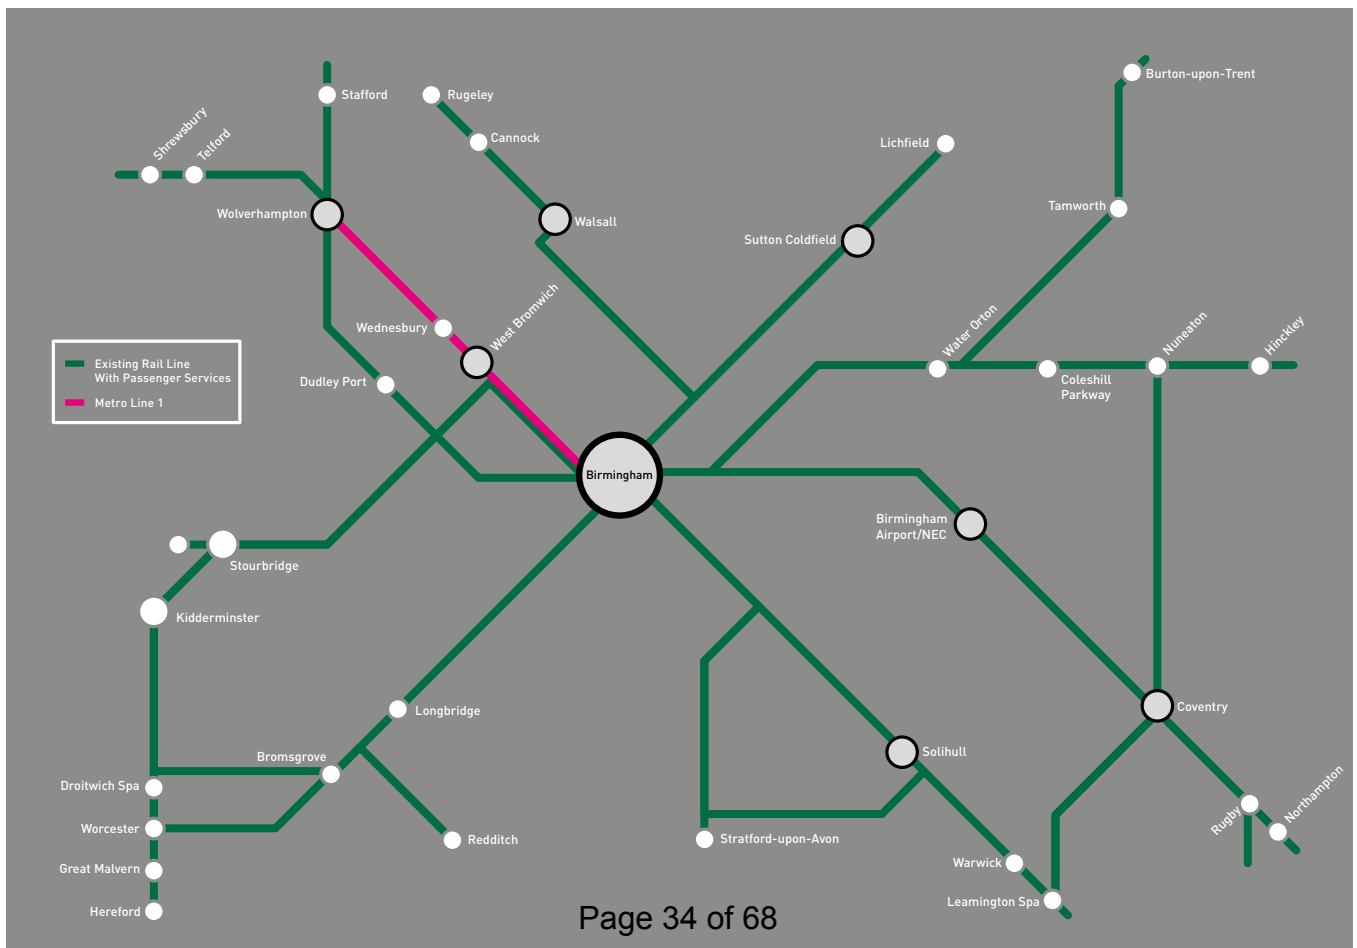 Burton-upon-Trent
Stafford
Rugeley
Shrewsbury
Telford
Cannock
Lichfield
Tamworth
Wolverhampton
Walsall
Sutton Coldfield
West Bromwich
Wednesbury
Water Orton
Nuneaton
Hinckley
Existing Rail Line
With Passenger Services
Metro Line 1
Dudley Port
Coleshill
Parkway
Birmingham
Birmingham
Airport/NEC
Stourbridge
Kidderminster
Longbridge
Coventry
Bromsgrove
Solihull
Droitwich Spa
Worcester
Redditch
Stratford-upon-Avon
Rugby
Northampton
Great Malvern
Warwick
Leamington Spa
Hereford
Page 34 of 68